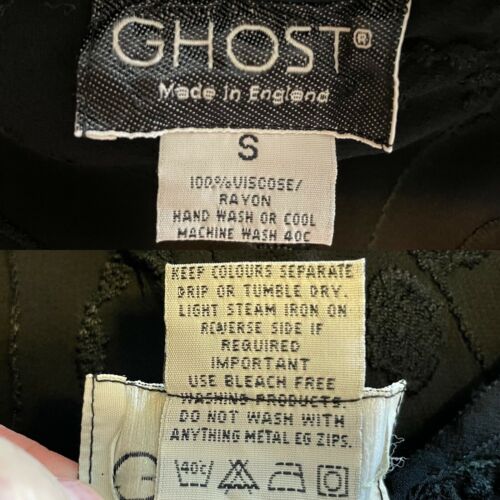 GHOST®
Made in England
S
100%VISCOSE/
RAYON
HAND WASH OR COOL
MACHINE WASH 40C
KEEP COLOURS SEPARATE
DRIP OR TUMBLE DRY.
LIGHT STEAM IRON ON
REVERSE SIDE IF
REQUIRED
IMPORTANT
USE BLEACH FREE
WASHING PRODUCTS.
DO NOT WASH WITH
ANYTHING METAL EG ZIPS.
40°C
G